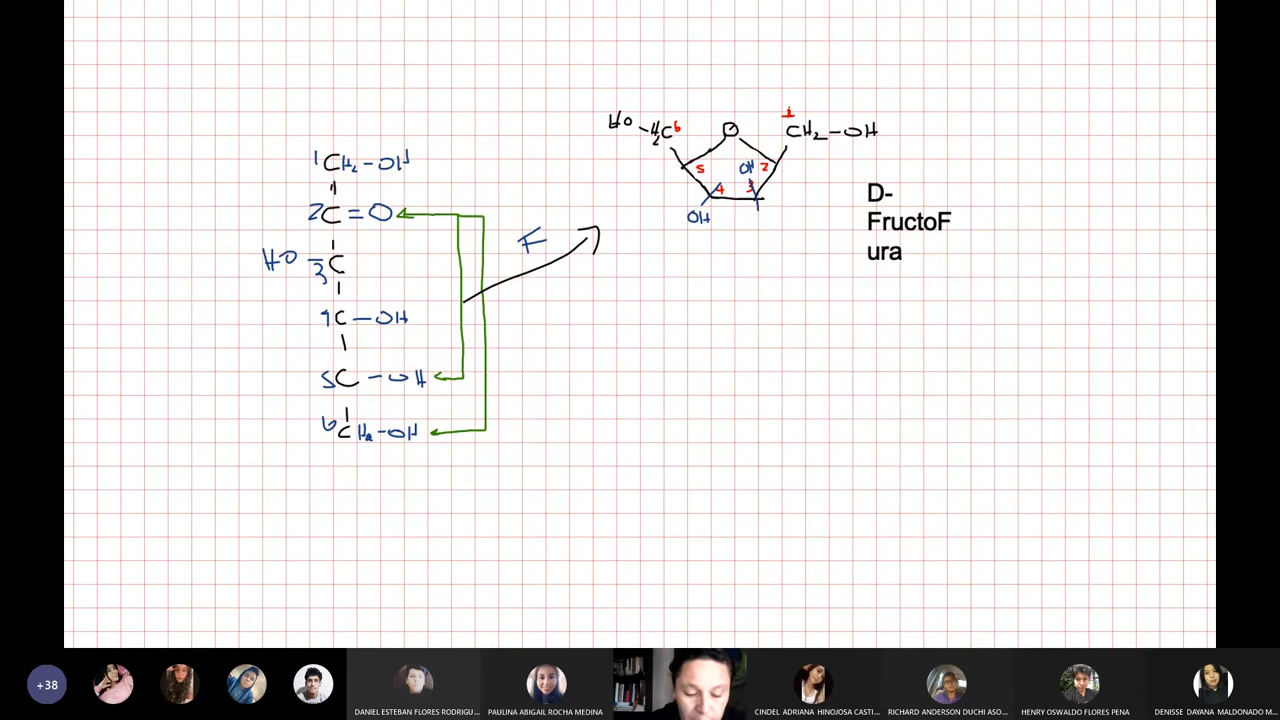 1CH2-OH
2C=O
HO-3C
4C-OH
5C-OH
6CH2-OH
F
HO-H2C6
O
1
CH2-OH
5
4
OH
3
2
OH
D-
FructoF
ura
+38
DANIEL ESTEBAN FLORES RODRIGU...
PAULINA ABIGAIL ROCHA MEDINA
CINDEL ADRIANA HINOJOSA CASTI...
RICHARD ANDERSON DUCHI ASO...
HENRY OSWALDO FLORES PENA
DENISSE DAYANA MALDONADO M...